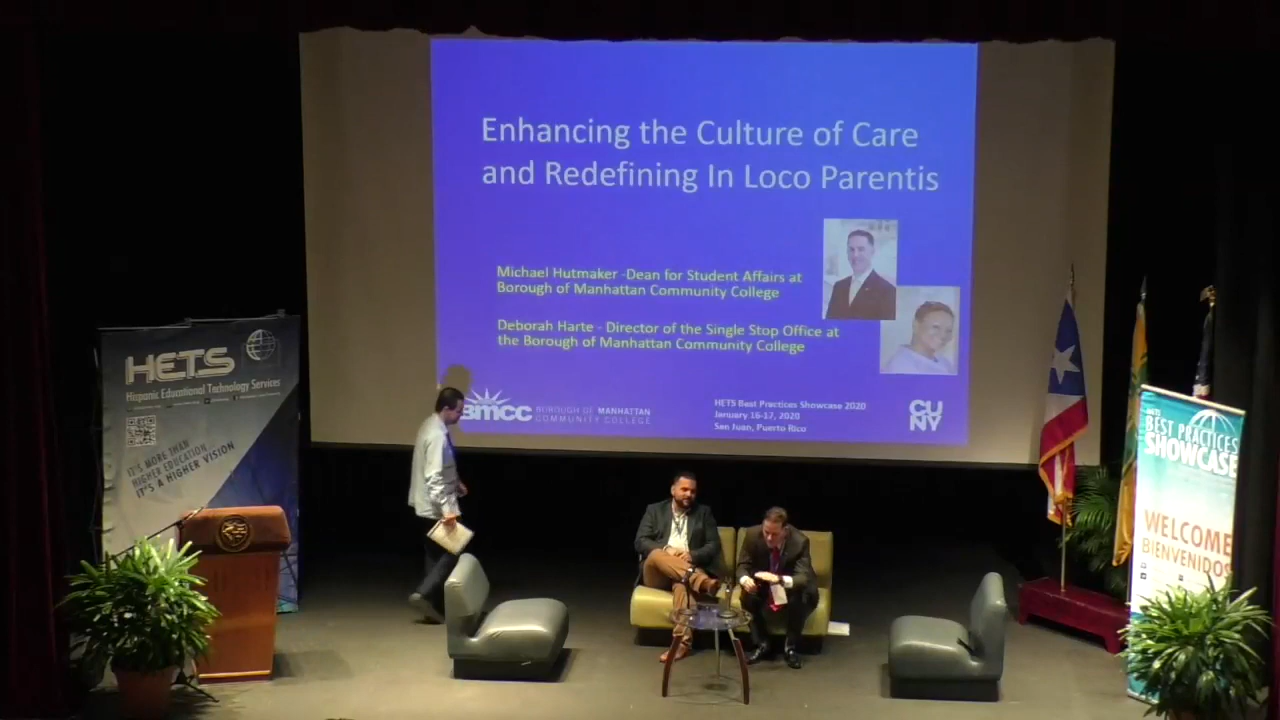 Enhancing the Culture of Care
and Redefining In Loco Parentis
Michael Hutmaker -Dean for Student Affairs at
Borough of Manhattan Community College
Deborah Harte - Director of the Single Stop Office at
the Borough of Manhattan Community College
BMCC
BOROUGH OF MANHATTAN
COMMUNITY COLLEGE
HETS Best Practices Showcase 2020
January 16-17, 2020
San Juan, Puerto Rico
CU
NY
HETS
Hispanic Educational Technology Services
IT'S MORE THAN
HIGHER EDUCATION
IT'S A HIGHER VISION
HETS
BEST PRACTICES
SHOWCASE
WELCOME
BIENVENIDOS